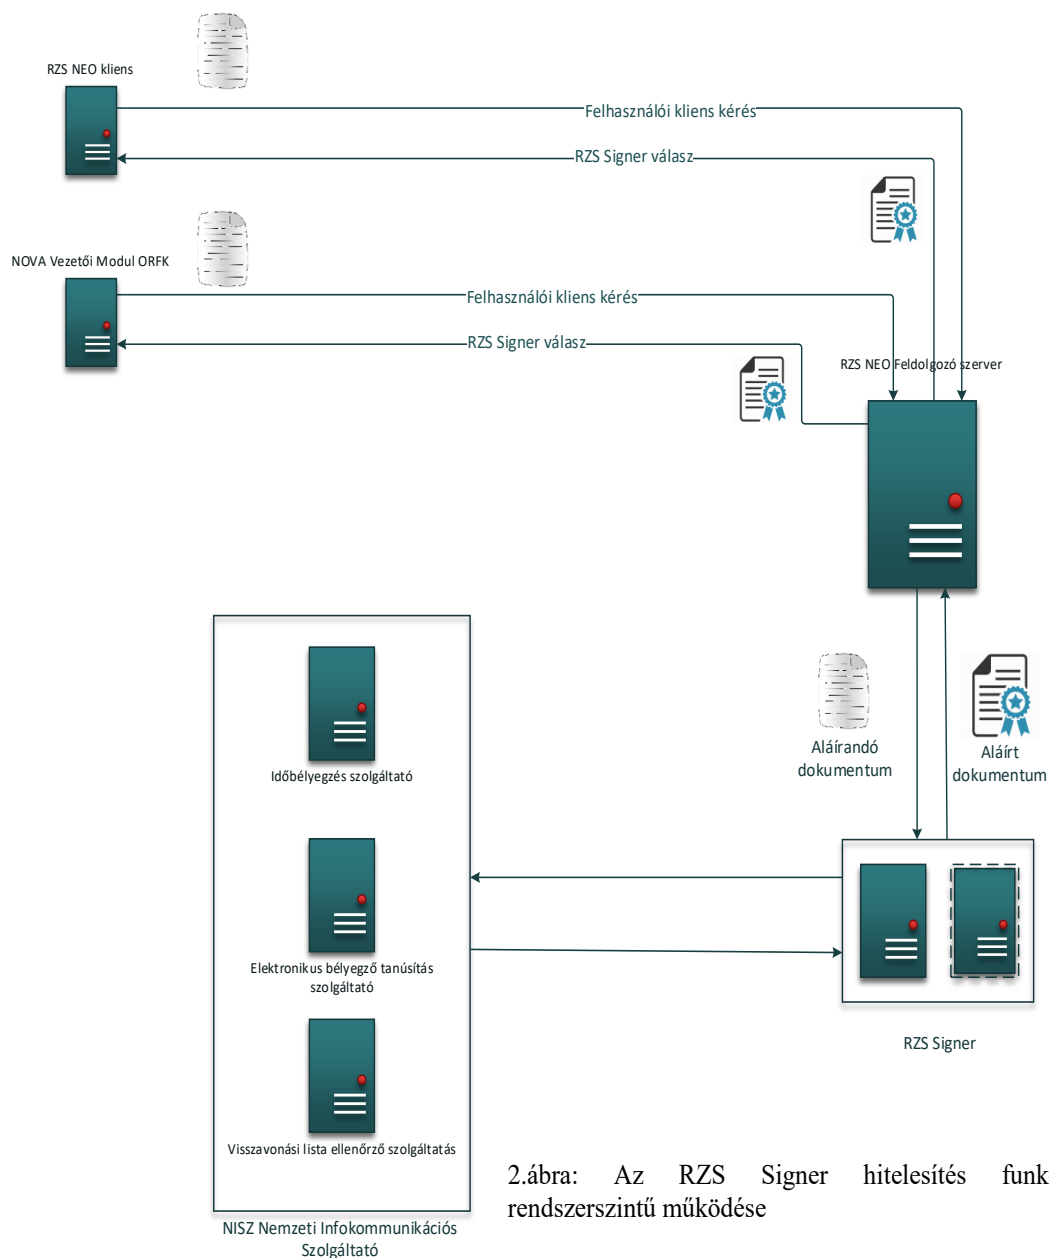 RZS NEO kliens
Felhasználói kliens kérés
RZS Signer válasz
NOVA Vezetői Modul ORFK
Felhasználói kliens kérés
RZS Signer válasz
RZS NEO Feldolgozó szerver
Aláírandó
dokumentum
Aláírt
dokumentum
Időbélyegzés szolgáltató
Elektronikus bélyegző tanúsítás
szolgáltató
RZS Signer
Visszavonási lista ellenőrző szolgáltatás
2.ábra: Az RZS Signer hitelesítés funk
rendszerszintű működése
NISZ Nemzeti Infokommunikációs
Szolgáltató